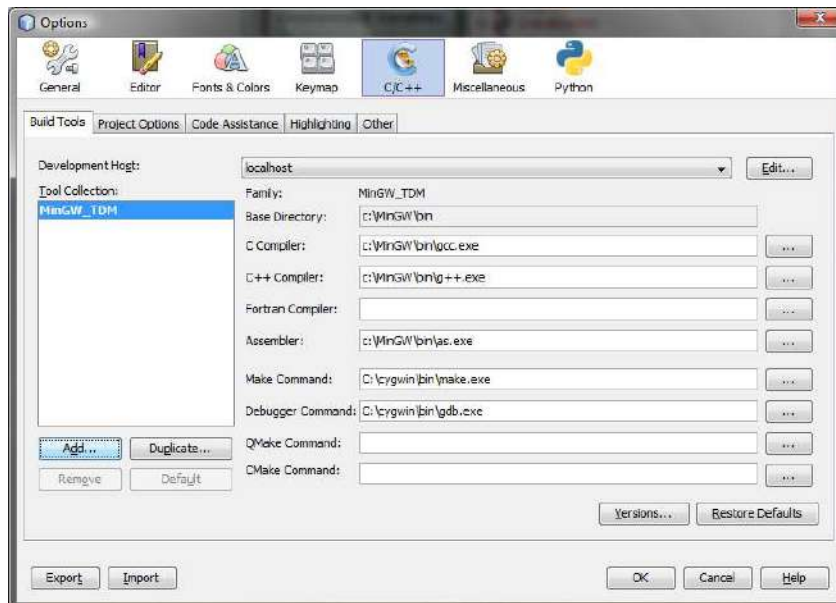 Options
General Editor Fonts & Colors Keymap C/C++ Miscellaneous Python
Build Tools Project Options Code Assistance Highlighting Other
Development Host: localhost Edit...
Tool Collection:
MinGW_TDM
Family: MinGW_TDM
Base Directory: c:\MinGW\bin
C Compiler: c:\MinGW\bin\gcc.exe ...
C++ Compiler: c:\MinGW\bin\g++.exe ...
Fortran Compiler: ...
Assembler: c:\MinGW\bin\as.exe ...
Make Command: C:\cygwin\bin\make.exe ...
Debugger Command: C:\cygwin\bin\gdb.exe ...
QMake Command: ...
CMake Command: ...
Add... Duplicate...
Remove Default
Versions... Restore Defaults
Export Import OK Cancel Help